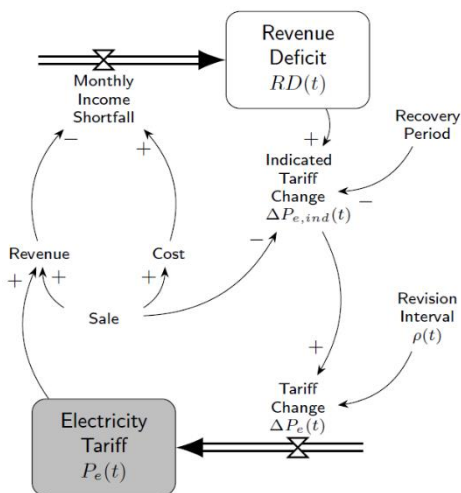 Revenue
Deficit
RD(t)
Monthly
Income
Shortfall
Recovery
Period
−
+
+
Indicated
Tariff
Change
ΔP_{e,ind}(t)
−
Revenue
Cost
−
+
+
+
Sale
Revision
Interval
ρ(t)
+
Tariff
Change
ΔP_e(t)
Electricity
Tariff
P_e(t)